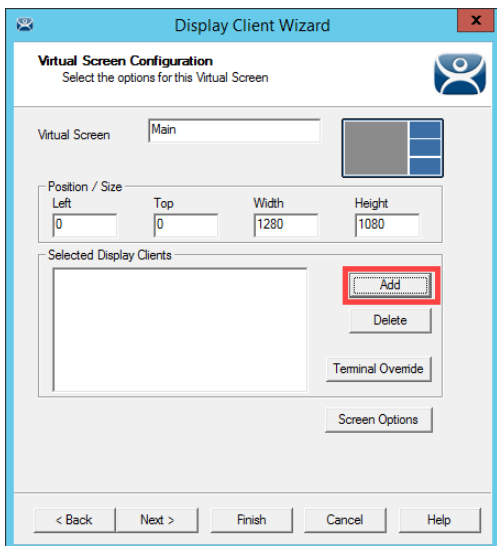 Display Client Wizard
x
Virtual Screen Configuration
Select the options for this Virtual Screen
Virtual Screen
Main
Position / Size
Left
Top
Width
Height
0
0
1280
1080
Selected Display Clients
Add
Delete
Terminal Override
Screen Options
< Back
Next >
Finish
Cancel
Help